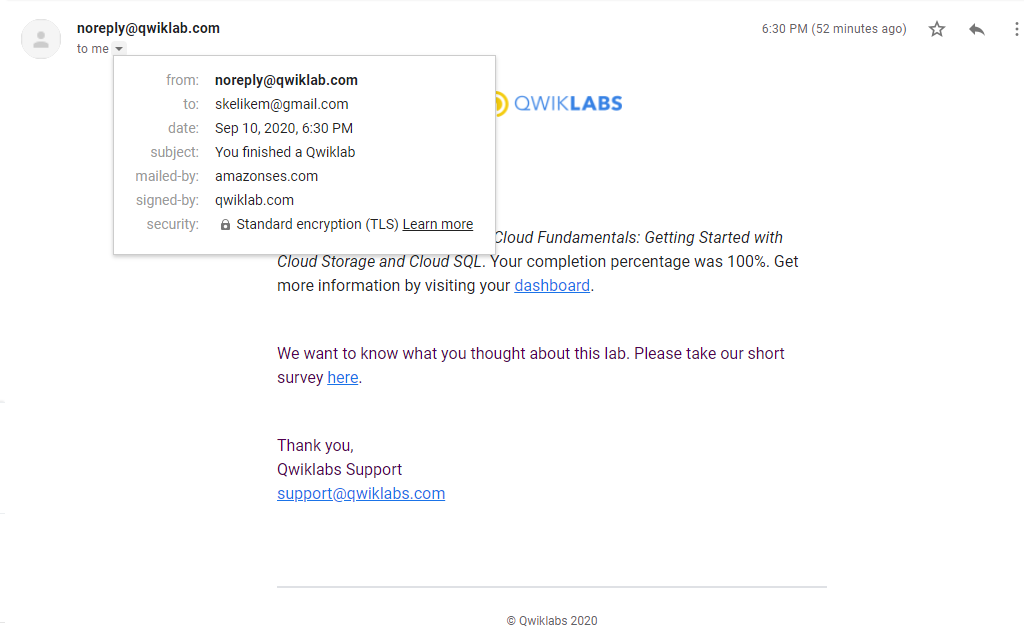 noreply@qwiklab.com
6:30 PM (52 minutes ago)
to me
from: noreply@qwiklab.com
to: skelikem@gmail.com
date: Sep 10, 2020, 6:30 PM
subject: You finished a Qwiklab
mailed-by: amazonses.com
signed-by: qwiklab.com
security: Standard encryption (TLS) Learn more
QWIKLABS
Cloud Fundamentals: Getting Started with
Cloud Storage and Cloud SQL. Your completion percentage was 100%. Get
more information by visiting your dashboard.
We want to know what you thought about this lab. Please take our short
survey here.
Thank you,
Qwiklabs Support
support@qwiklabs.com
© Qwiklabs 2020